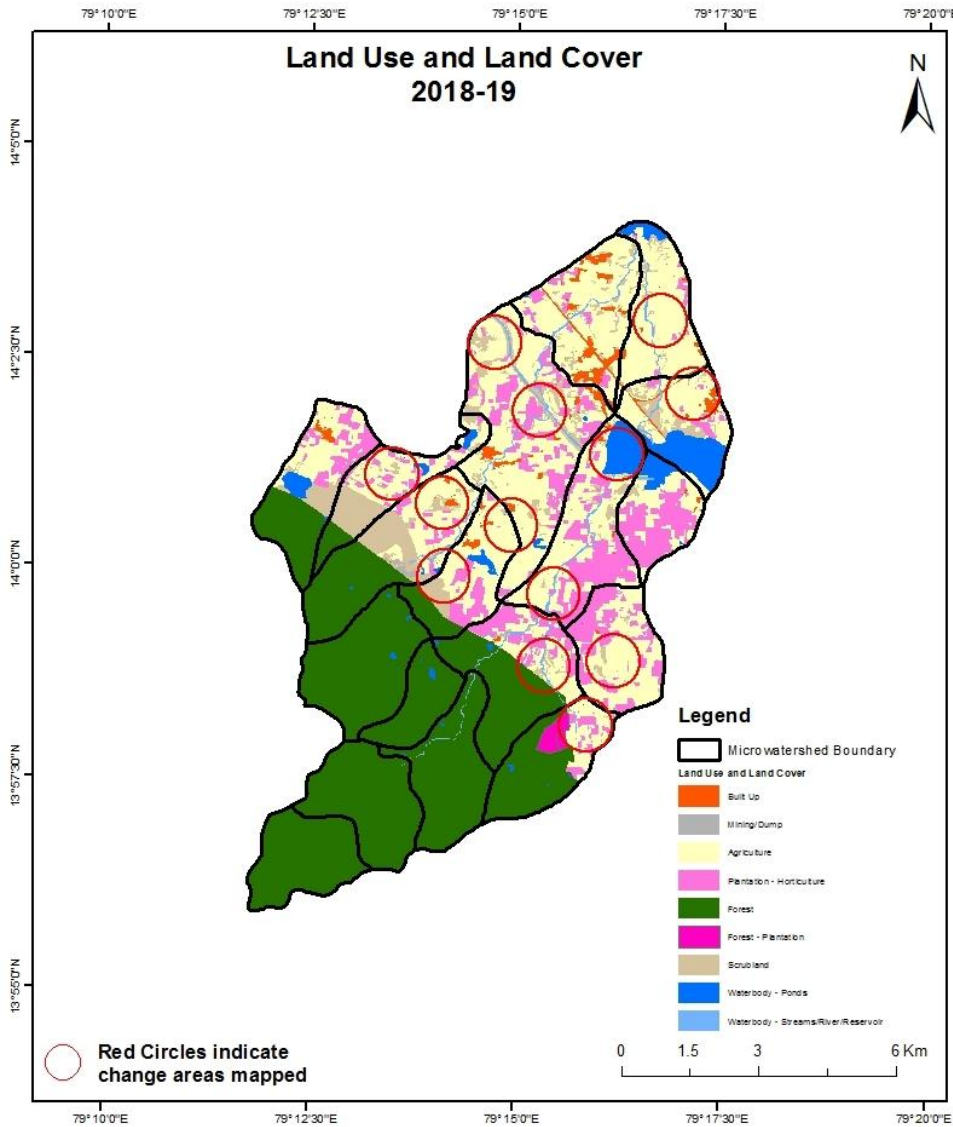 79°10'0"E
79°12'30"E
79°15'0"E
79°17'30"E
79°20'0"E
Land Use and Land Cover
2018-19
N
14°5'0"N
14°2'30"N
14°0'0"N
13°57'30"N
13°55'0"N
Legend
Microwatershed Boundary
Land Use and Land Cover
Built Up
Mining/Dump
Agriculture
Plantation - Horticulture
Forest
Forest - Plantation
Scrubland
Waterbody - Ponds
Waterbody - Streams/River/Reservoir
Red Circles indicate
change areas mapped
0 1.5 3 6 Km
79°10'0"E
79°12'30"E
79°15'0"E
79°17'30"E
79°20'0"E